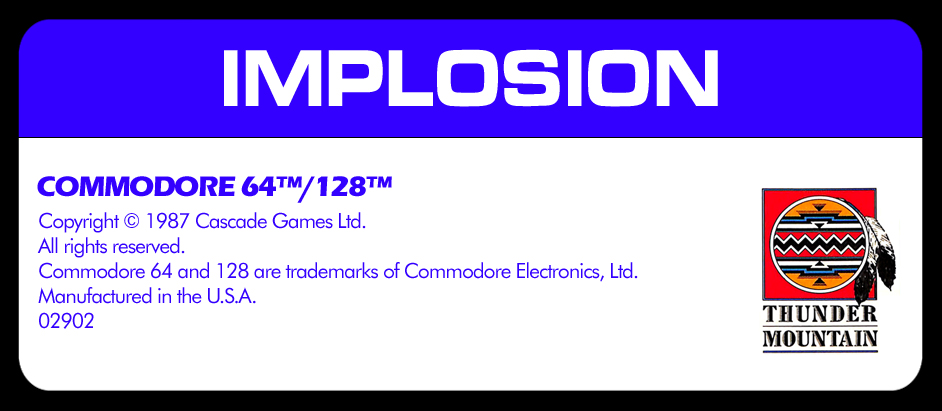 IMPLOSION
COMMODORE 64™/128™
Copyright © 1987 Cascade Games Ltd.
All rights reserved.
Commodore 64 and 128 are trademarks of Commodore Electronics, Ltd.
Manufactured in the U.S.A.
02902
THUNDER
MOUNTAIN